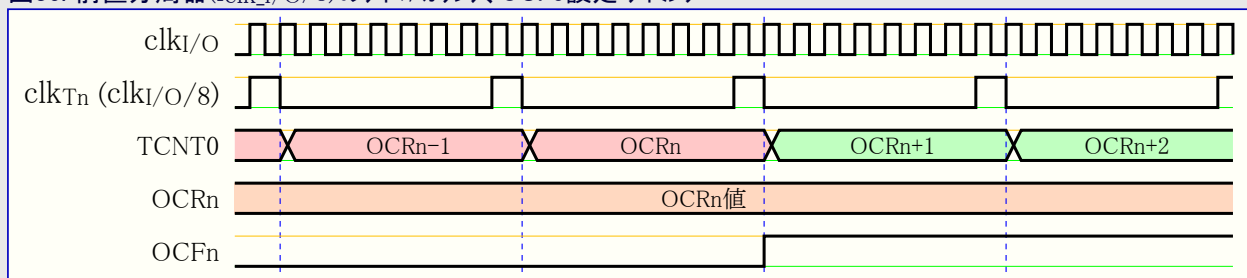 clkI/O
clkTn (clkI/O/8)
TCNT0 OCRn-1 OCRn OCRn+1 OCRn+2
OCRn OCRn値
OCFn